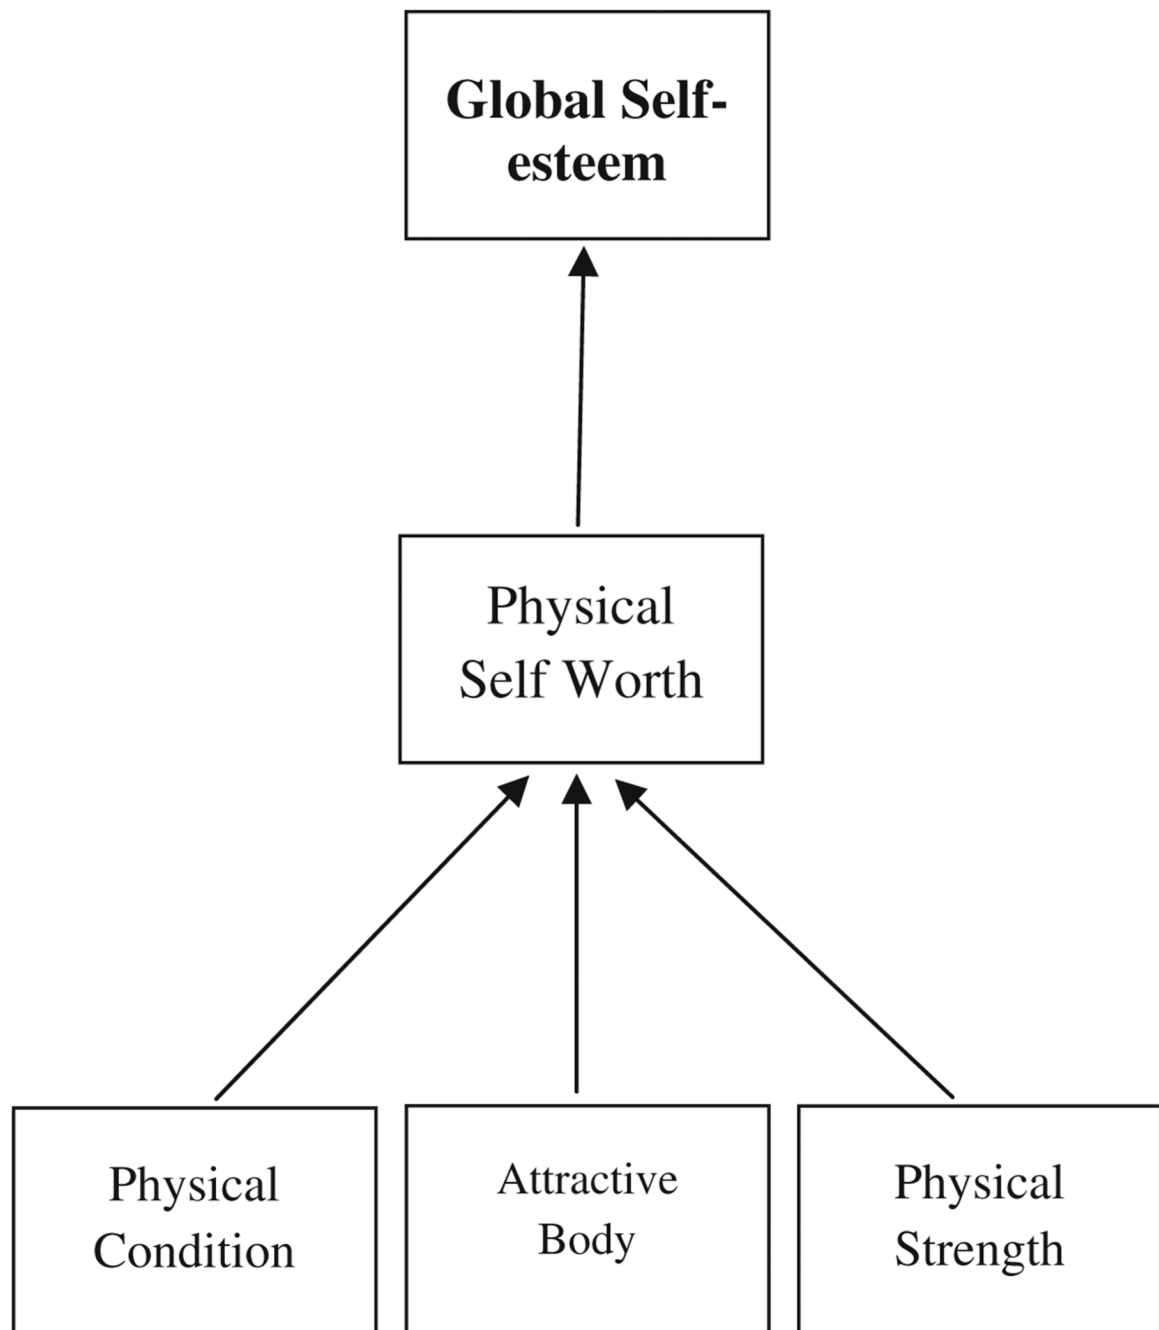 Global Self-
esteem
Physical
Self Worth
Physical
Condition
Attractive
Body
Physical
Strength